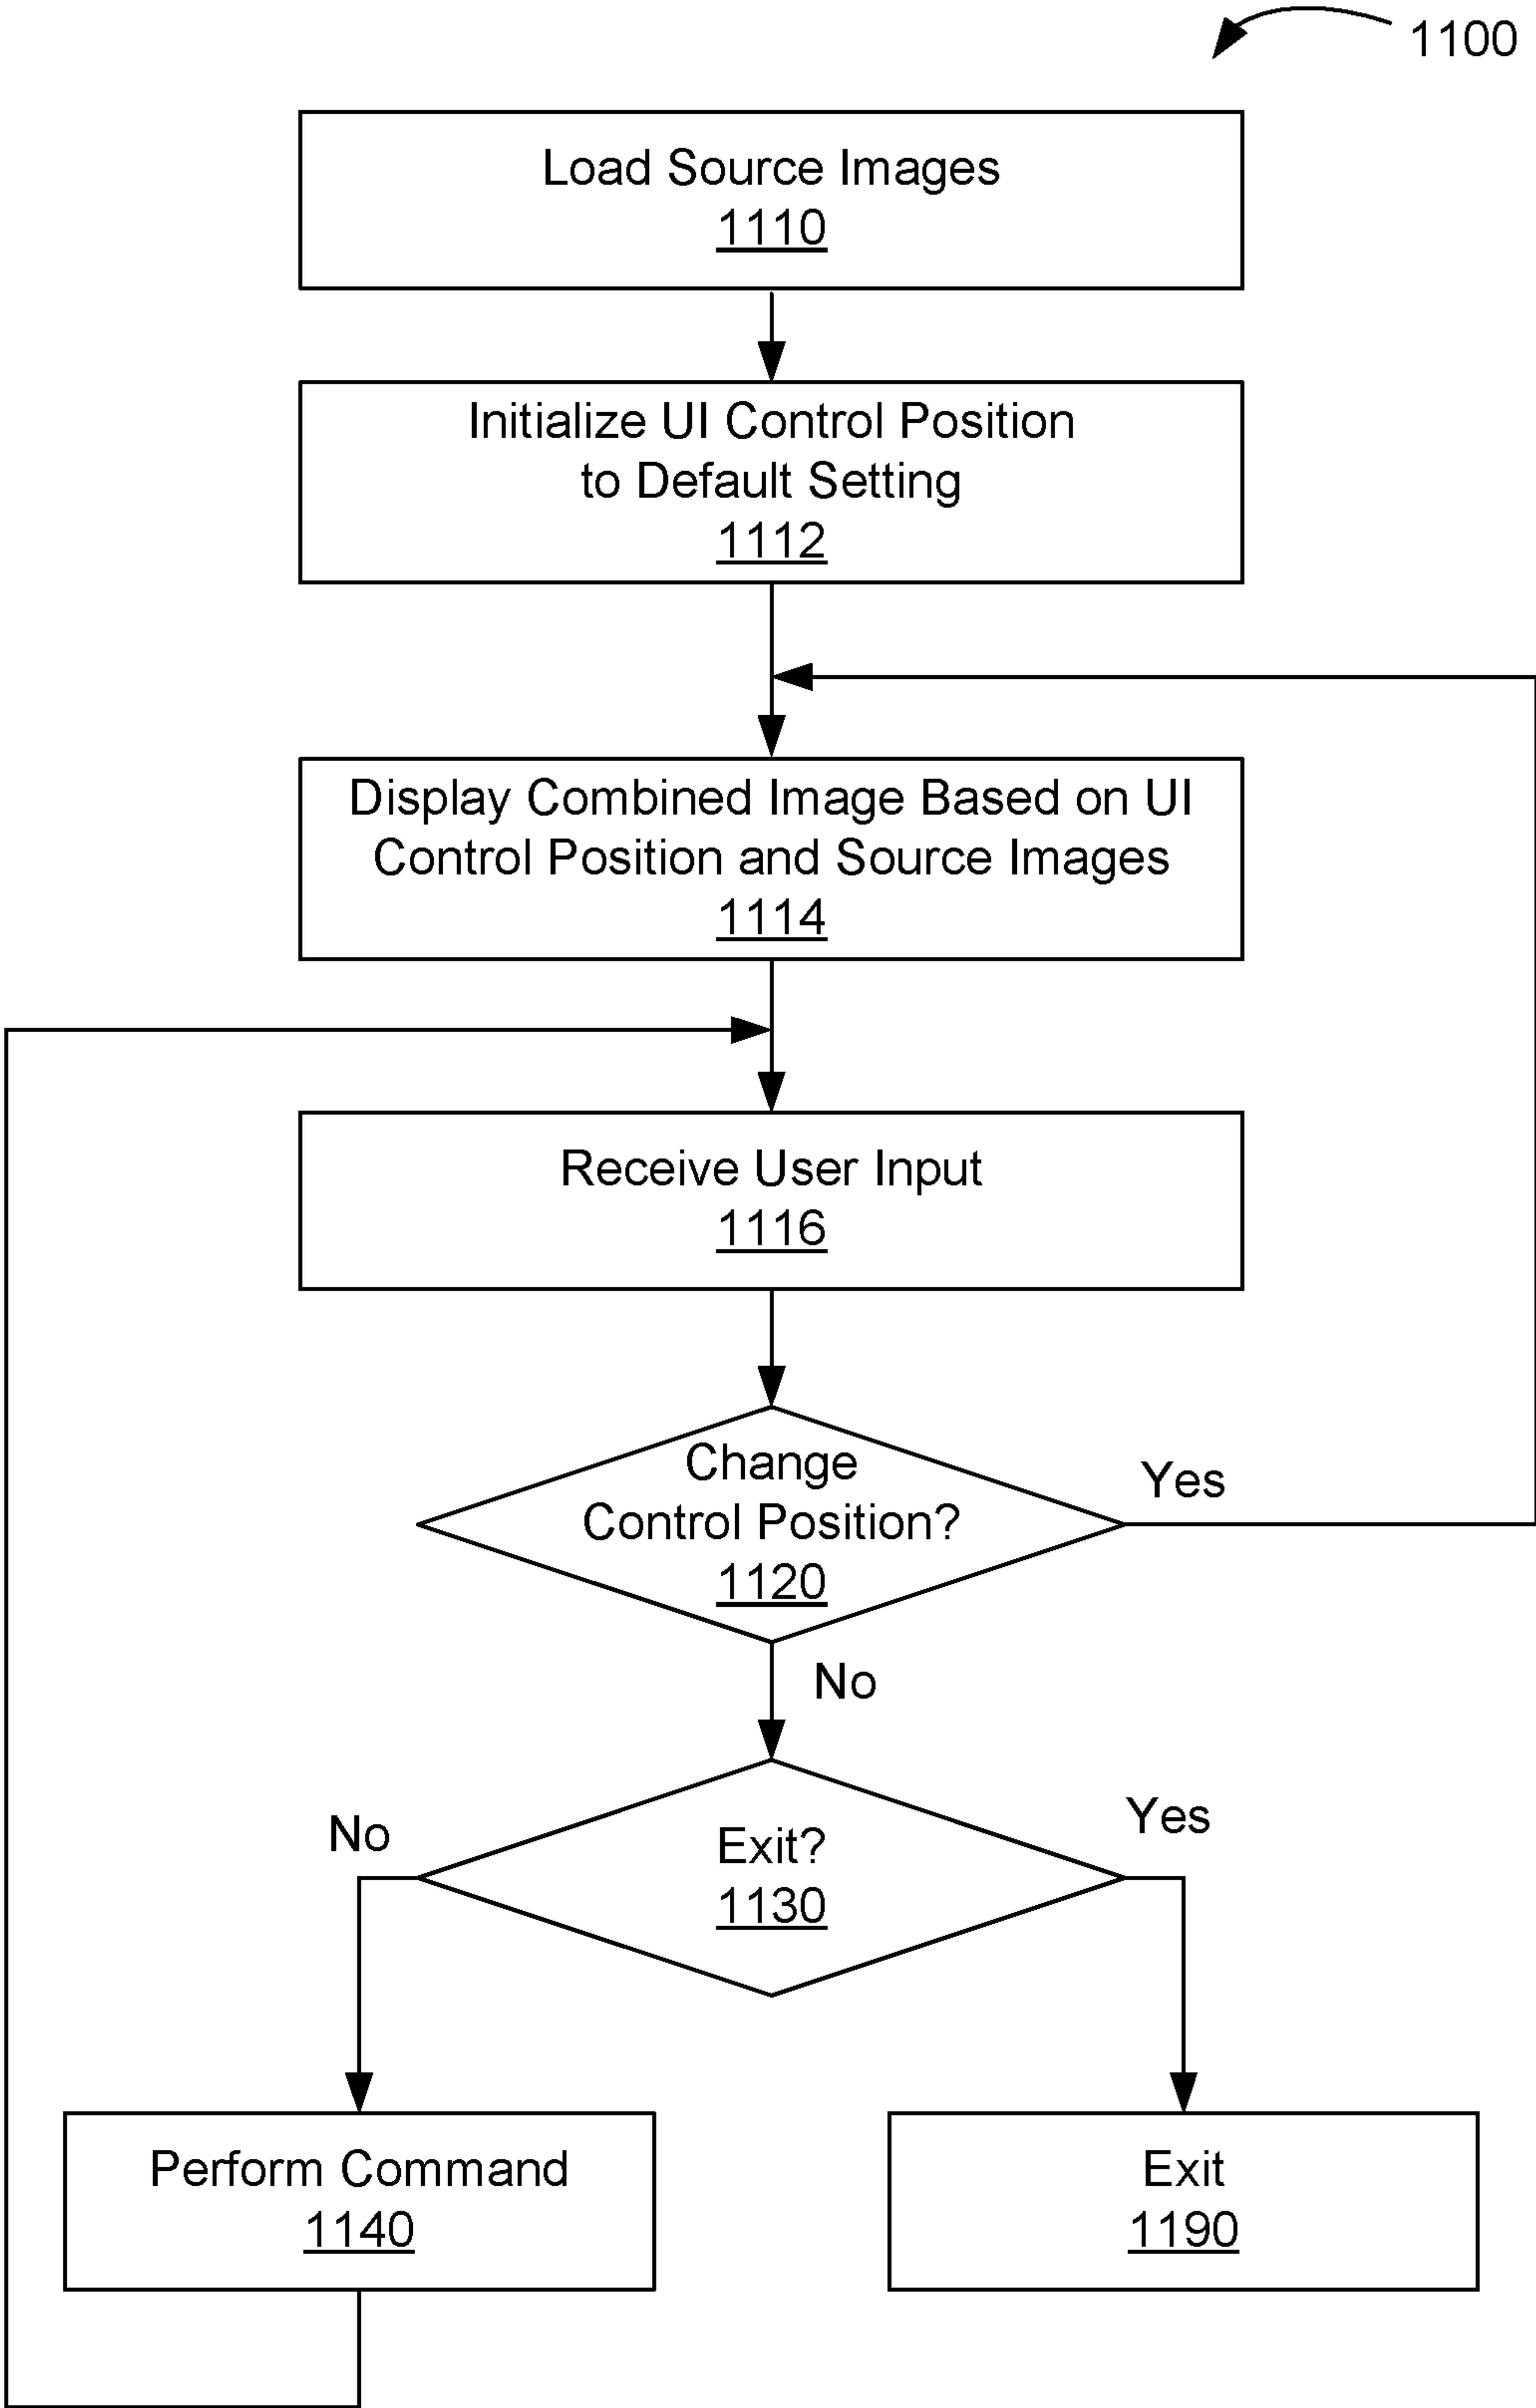 1100
Load Source Images
1110
Initialize UI Control Position
to Default Setting
1112
Display Combined Image Based on UI
Control Position and Source Images
1114
Receive User Input
1116
Change
Control Position?
1120
Yes
No
Exit?
1130
No
Yes
Perform Command
1140
Exit
1190